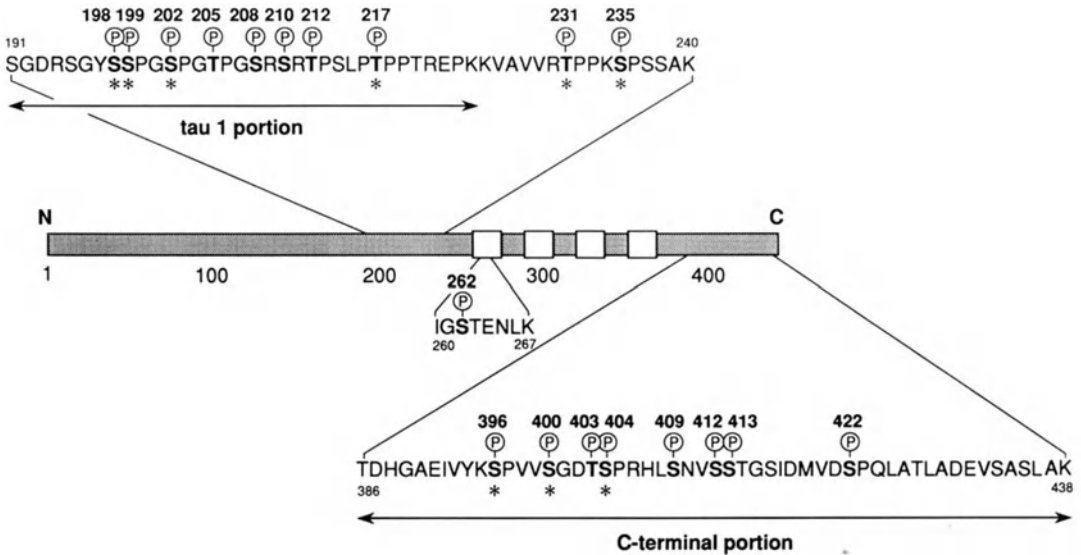 198 199 202 205 208 210 212 217 231 235
P P P P P P P P P P
191 240
SGDRSGYSSPGSPGTPGSRSRTPSLPTPPTREPKKVAVVRTPPKSPSSAK
* * * * * *
tau 1 portion
N C
1 100 200 300 400
262
P
IGSTENLK
260 267
396 400 403 404 409 412 413 422
P P P P P P P P
TDHGAEIVYKSPVVSGDTSPRHLSNVSSTGSIDMVDSPQLATLADEVSASLAK
386 438
* * *
C-terminal portion